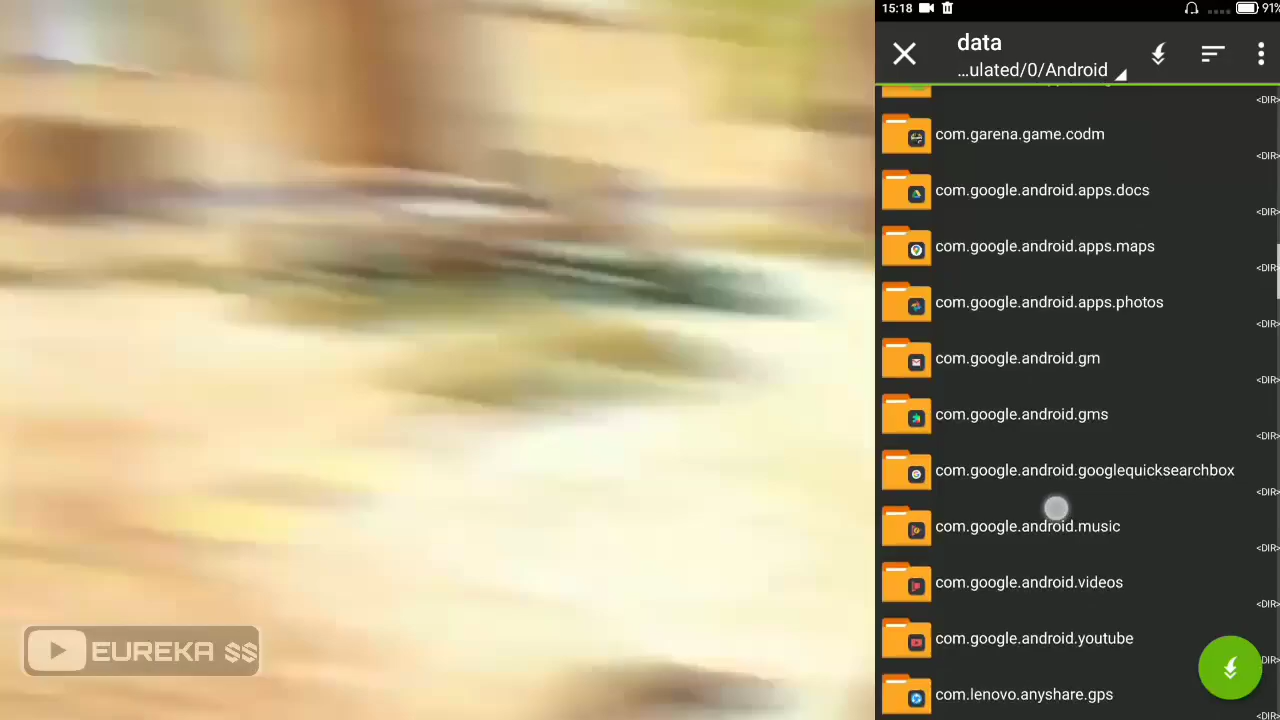 15:18
91%
data
...ulated/0/Android
<DIR>
com.garena.game.codm
<DIR>
com.google.android.apps.docs
<DIR>
com.google.android.apps.maps
<DIR>
com.google.android.apps.photos
<DIR>
com.google.android.gm
<DIR>
com.google.android.gms
<DIR>
com.google.android.googlequicksearchbox
<DIR>
com.google.android.music
<DIR>
com.google.android.videos
<DIR>
com.google.android.youtube
<DIR>
com.lenovo.anyshare.gps
<DIR>
EUREKA $$